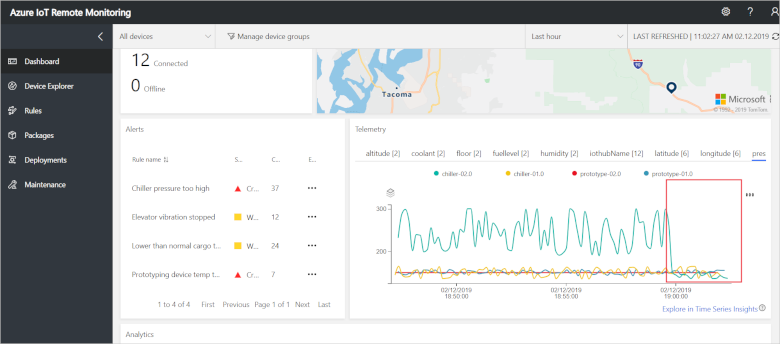 Azure IoT Remote Monitoring
All devices
Manage device groups
Last hour
LAST REFRESHED | 11:02:27 AM 02.12.2019
Dashboard
Device Explorer
Rules
Packages
Deployments
Maintenance
12 Connected
0 Offline
Tacoma
Microsoft
Alerts
Rule name S... C... E...
Chiller pressure too high Cr... 37 •••
Elevator vibration stopped W... 12 •••
Lower than normal cargo t... W... 24 •••
Prototyping device temp t... Cr... 7 •••
1 to 4 of 4 First Previous Page 1 of 1 Next Last
Telemetry
altitude [2] coolant [2] floor [2] fuellevel [2] humidity [2] iothubName [12] latitude [6] longitude [6] pres
chiller-02.0 chiller-01.0 prototype-02.0 prototype-01.0
300
200
02/12/2019 02/12/2019 02/12/2019
18:50:00 18:55:00 19:00:00
Explore in Time Series Insights
Analytics